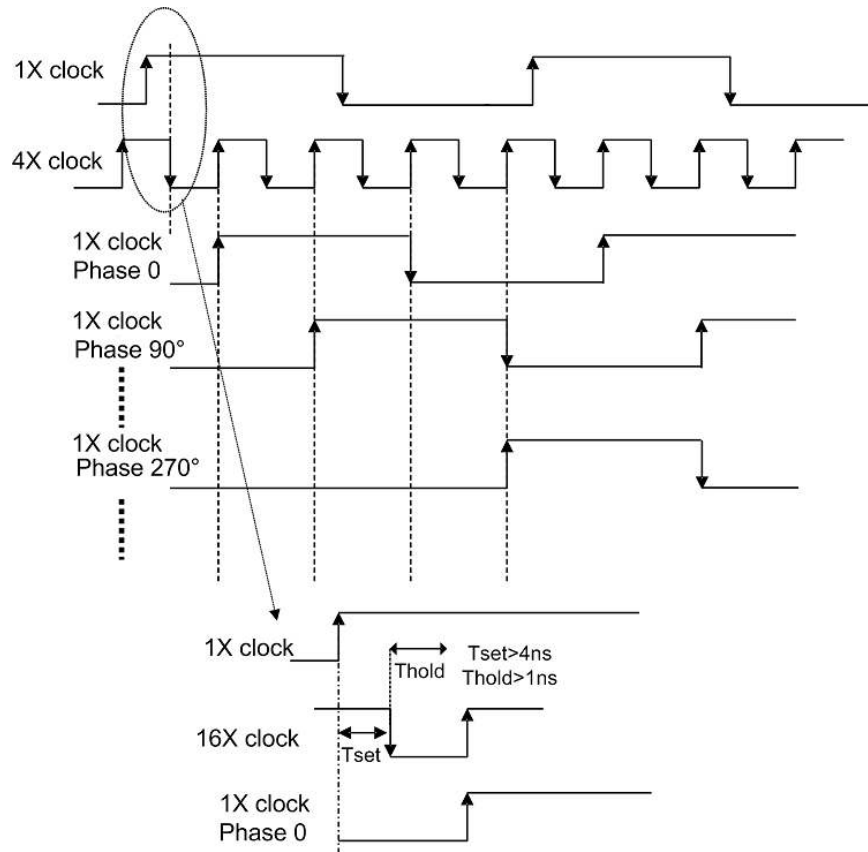 1X clock
4X clock
1X clock
Phase 0
1X clock
Phase 90°
1X clock
Phase 270°
1X clock
Thold
Tset>4ns
Thold>1ns
16X clock
Tset
1X clock
Phase 0